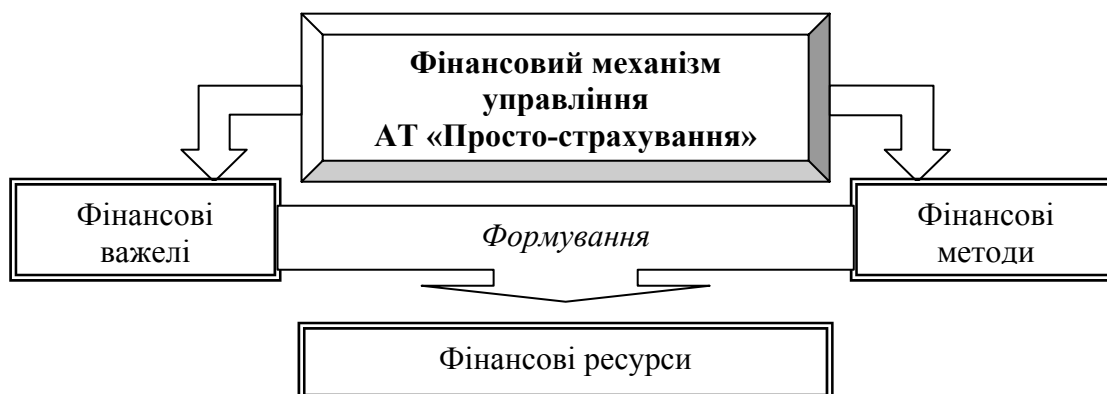 Фінансовий механізм
управління
АТ «Просто-страхування»
Фінансові
важелі
Формування
Фінансові
методи
Фінансові ресурси